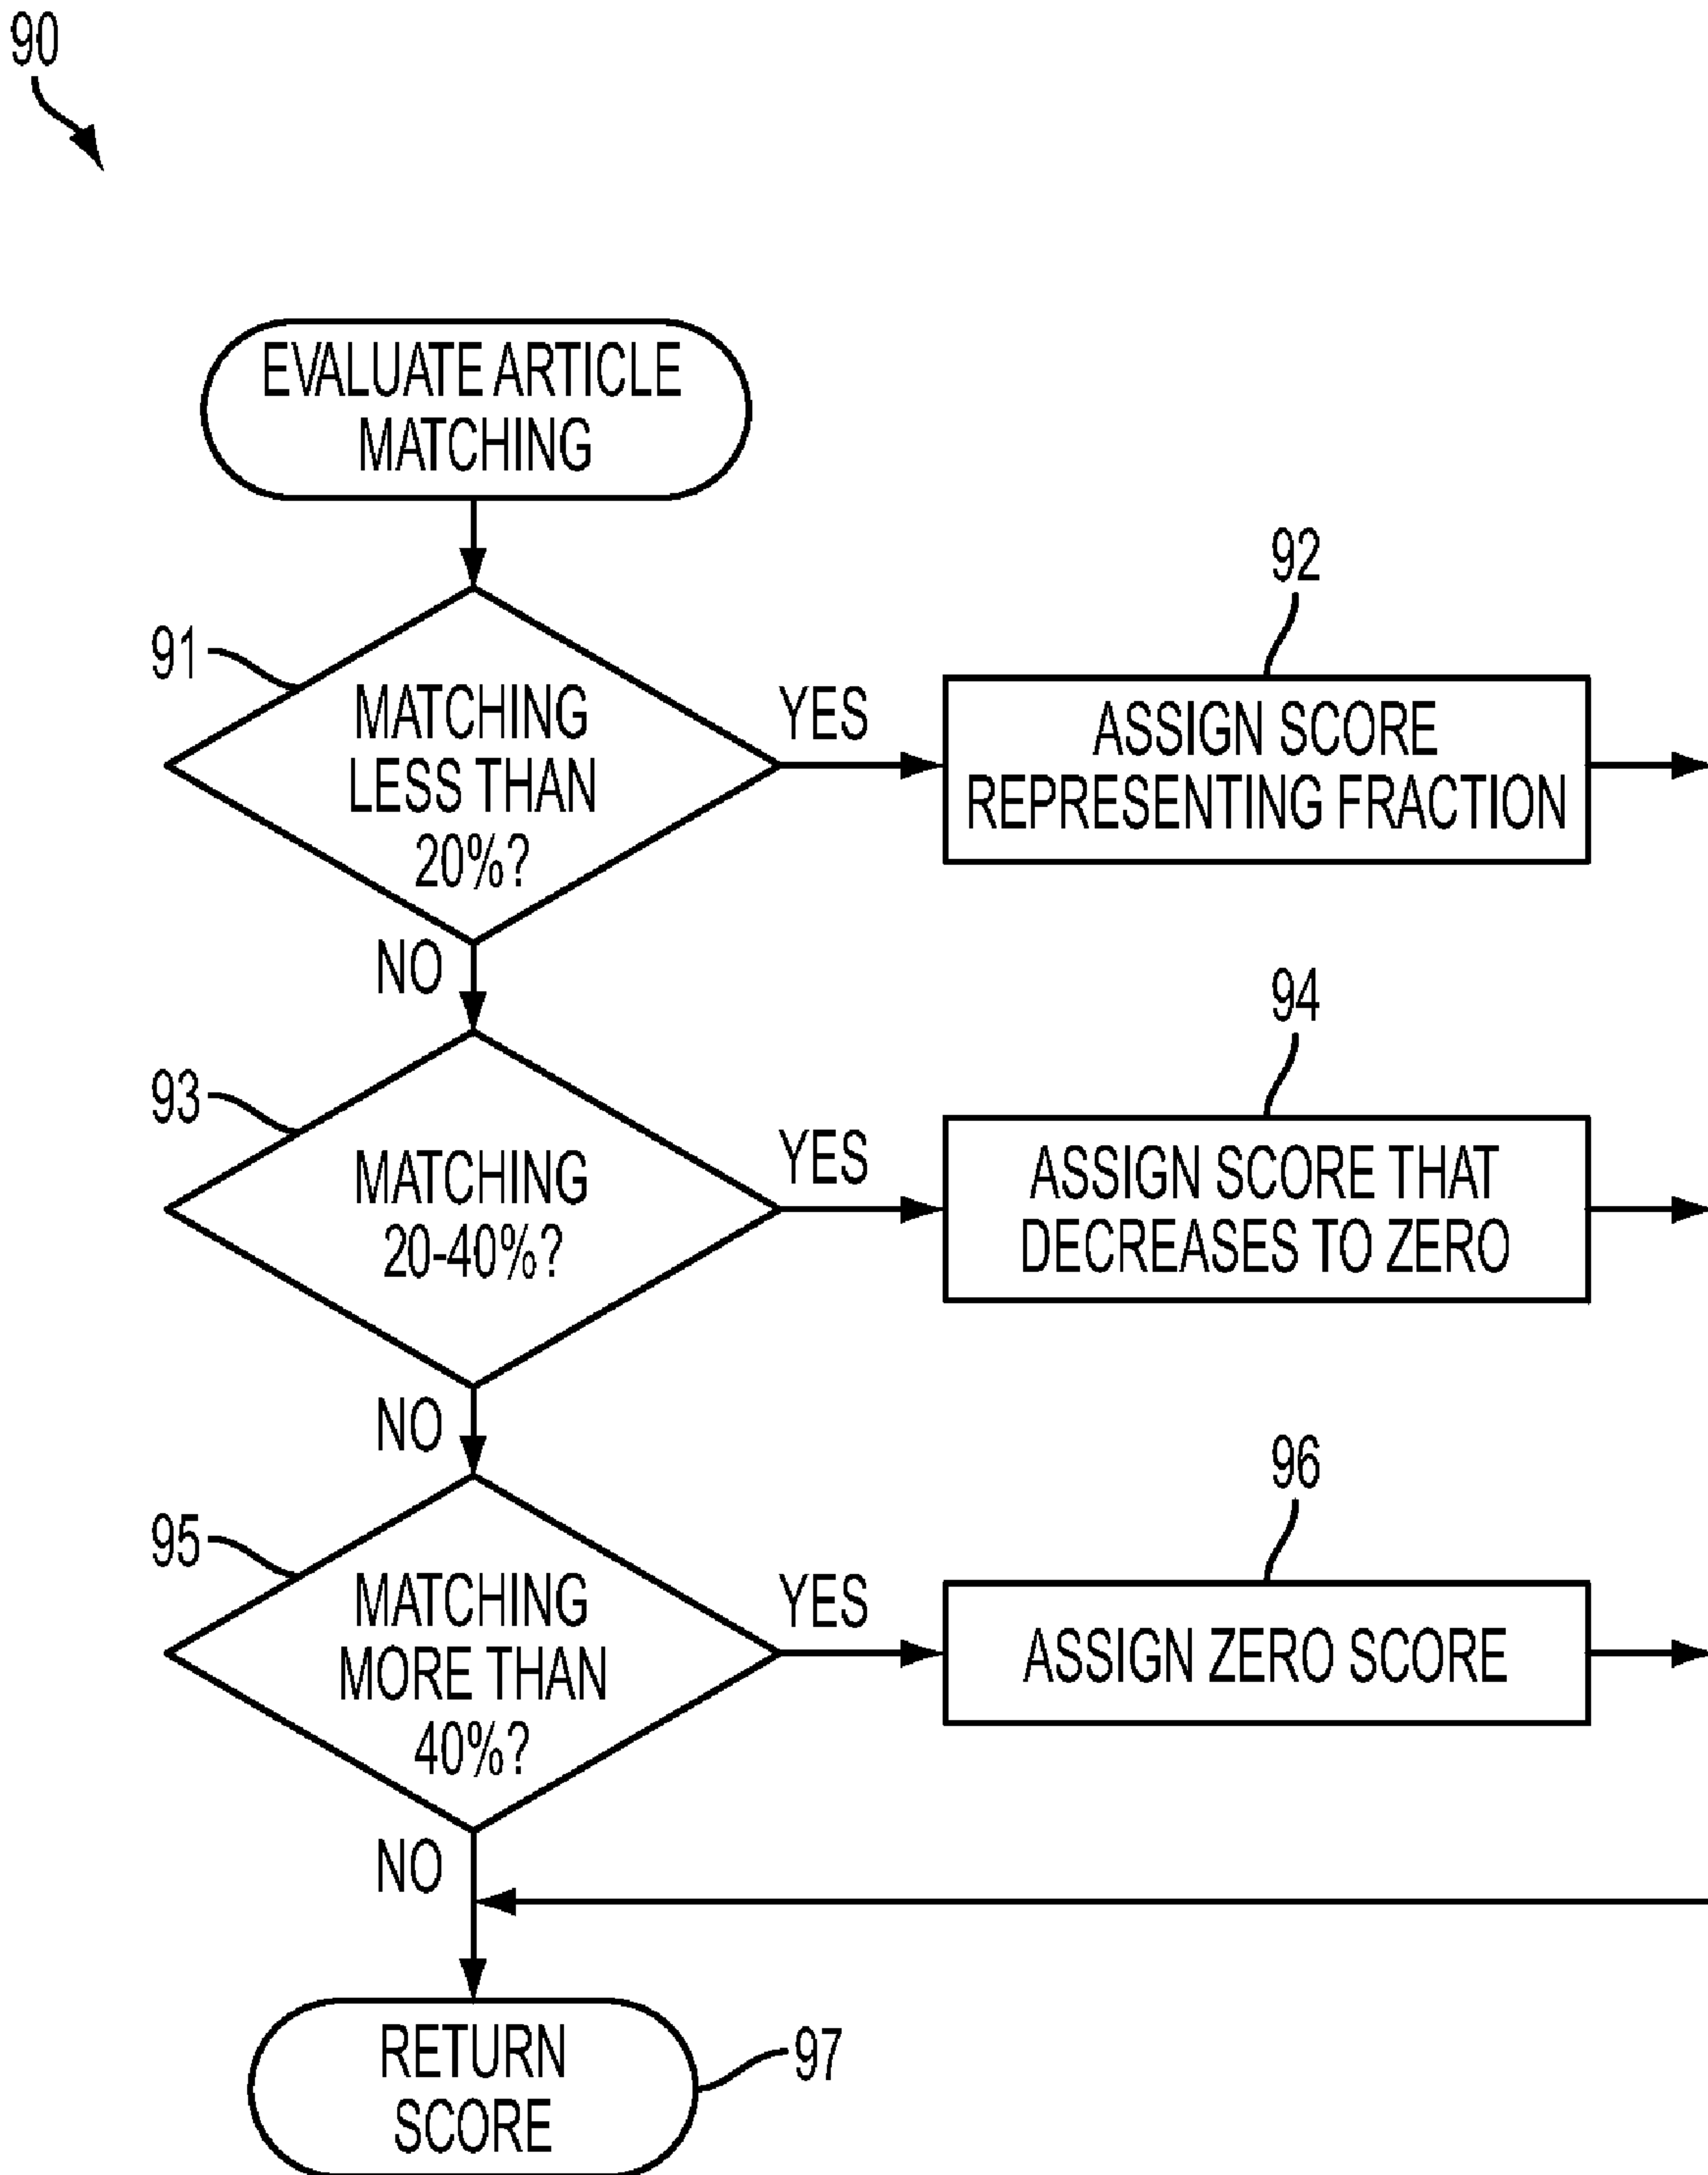 90
EVALUATE ARTICLE
MATCHING
91
MATCHING
LESS THAN
20%?
YES
92
ASSIGN SCORE
REPRESENTING FRACTION
NO
93
MATCHING
20-40%?
YES
94
ASSIGN SCORE THAT
DECREASES TO ZERO
NO
95
MATCHING
MORE THAN
40%?
YES
96
ASSIGN ZERO SCORE
NO
RETURN
SCORE
97